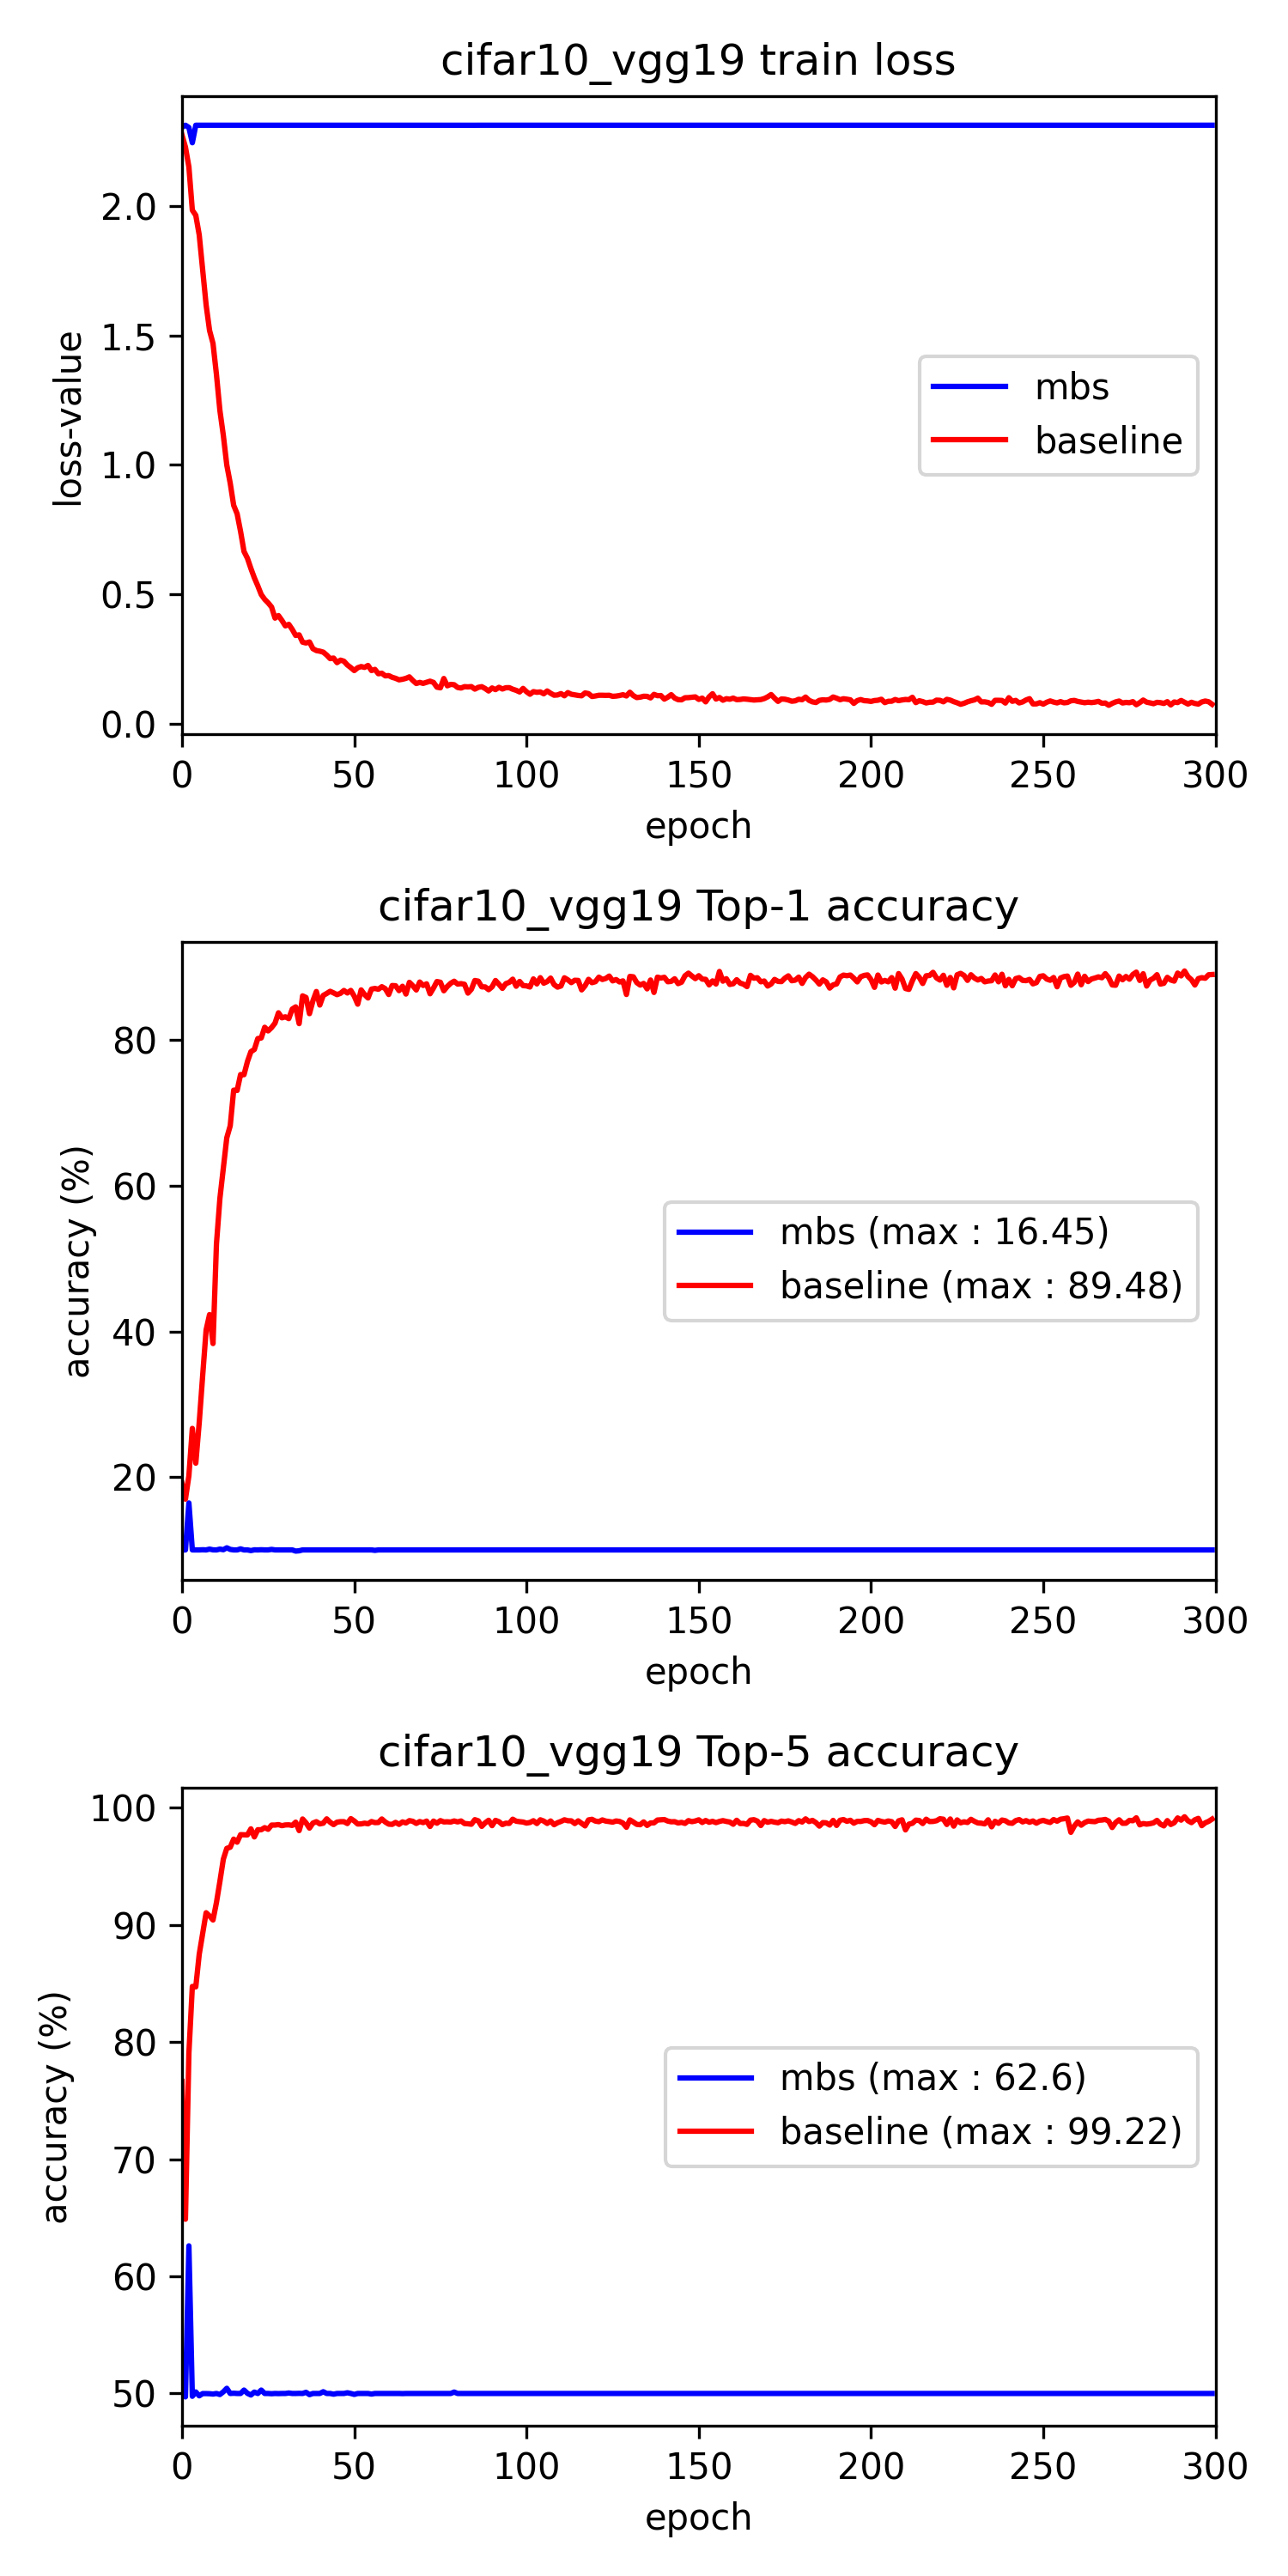 cifar10_vgg19 train loss
2.0
1.5
1.0
0.5
0.0
loss-value
mbs
baseline
0 50 100 150 200 250 300
epoch
cifar10_vgg19 Top-1 accuracy
80
60
40
20
accuracy (%)
mbs (max : 16.45)
baseline (max : 89.48)
0 50 100 150 200 250 300
epoch
cifar10_vgg19 Top-5 accuracy
100
90
80
70
60
50
accuracy (%)
mbs (max : 62.6)
baseline (max : 99.22)
0 50 100 150 200 250 300
epoch